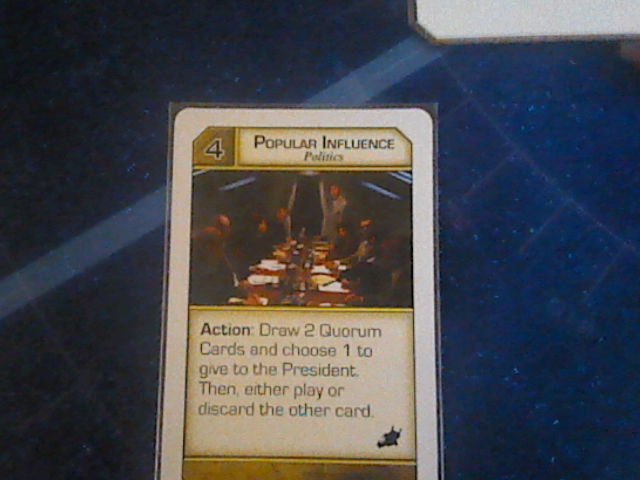 4
POPULAR INFLUENCE
Politics
Action: Draw 2 Quorum
Cards and choose 1 to
give to the President.
Then, either play or
discard the other card.